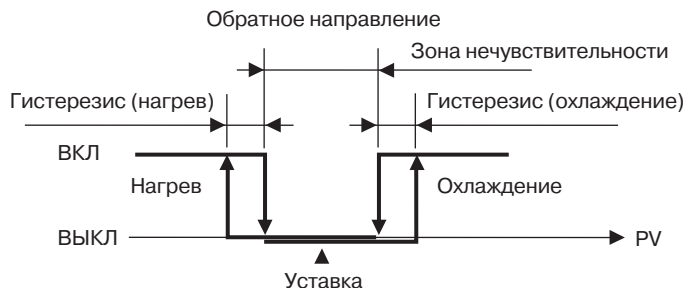 Обратное направление
Зона нечувствительности
Гистерезис (нагрев)
Гистерезис (охлаждение)
ВКЛ
Нагрев
Охлаждение
ВЫКЛ
PV
Уставка